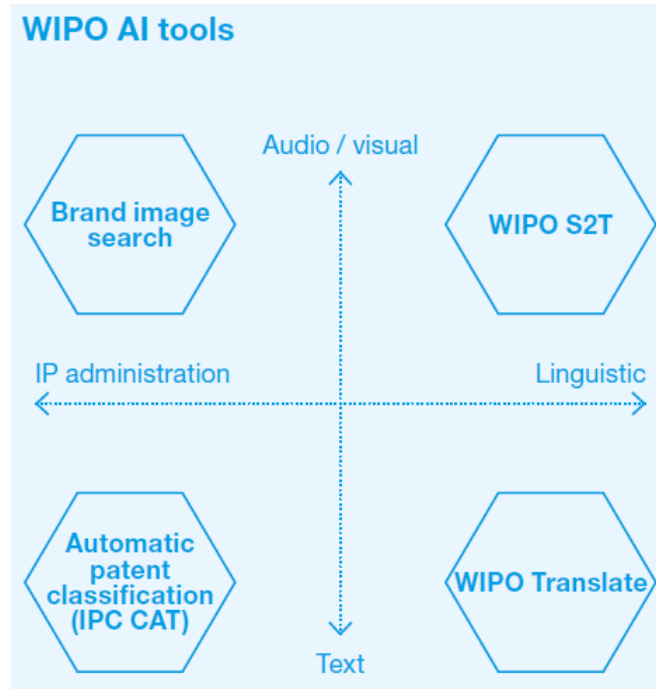 WIPO AI tools
Audio / visual
Brand image
search
WIPO S2T
IP administration
Linguistic
Automatic
patent
classification
(IPC CAT)
WIPO Translate
Text